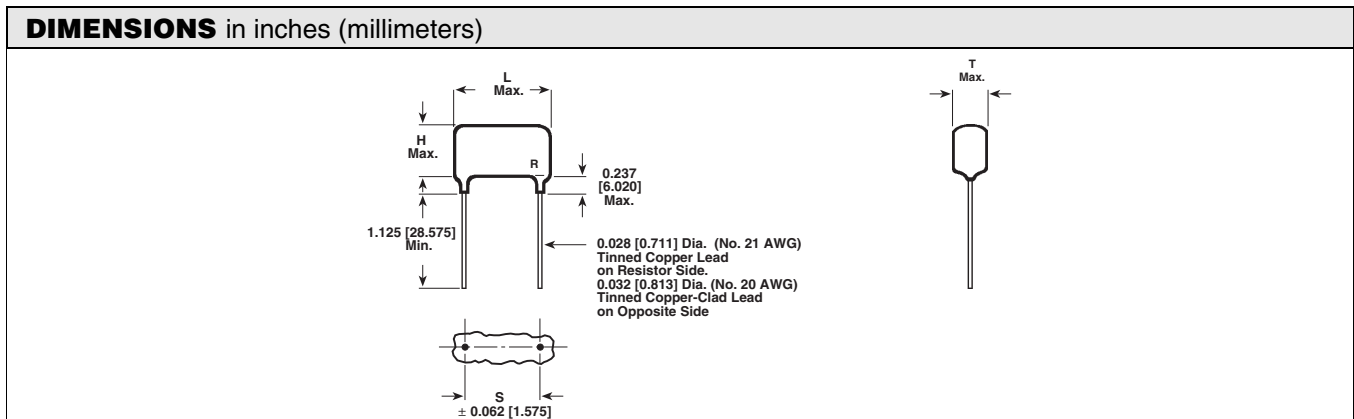 DIMENSIONS in inches (millimeters)
L
Max.
T
Max.
H
Max.
R
0.237
[6.020]
Max.
1.125 [28.575]
Min.
0.028 [0.711] Dia. (No. 21 AWG)
Tinned Copper Lead
on Resistor Side.
0.032 [0.813] Dia. (No. 20 AWG)
Tinned Copper-Clad Lead
on Opposite Side
S
± 0.062 [1.575]